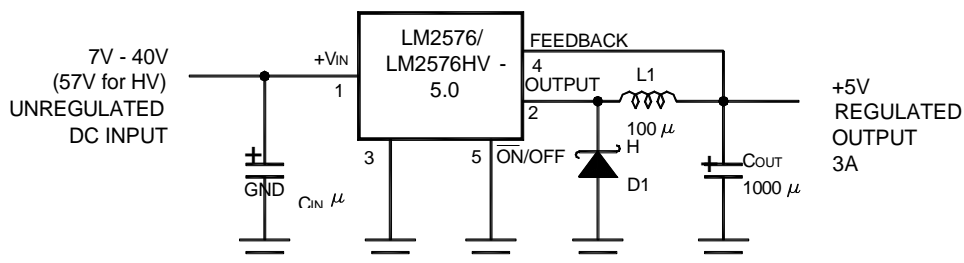 7V - 40V
(57V for HV)
UNREGULATED
DC INPUT
+VIN
1
LM2576/
LM2576HV -
5.0
FEEDBACK
4
OUTPUT
2
L1
100 μ
H
+5V
REGULATED
OUTPUT
3A
3
5
ON/OFF
D1
+
GND
CIN μ
+
COUT
1000 μ